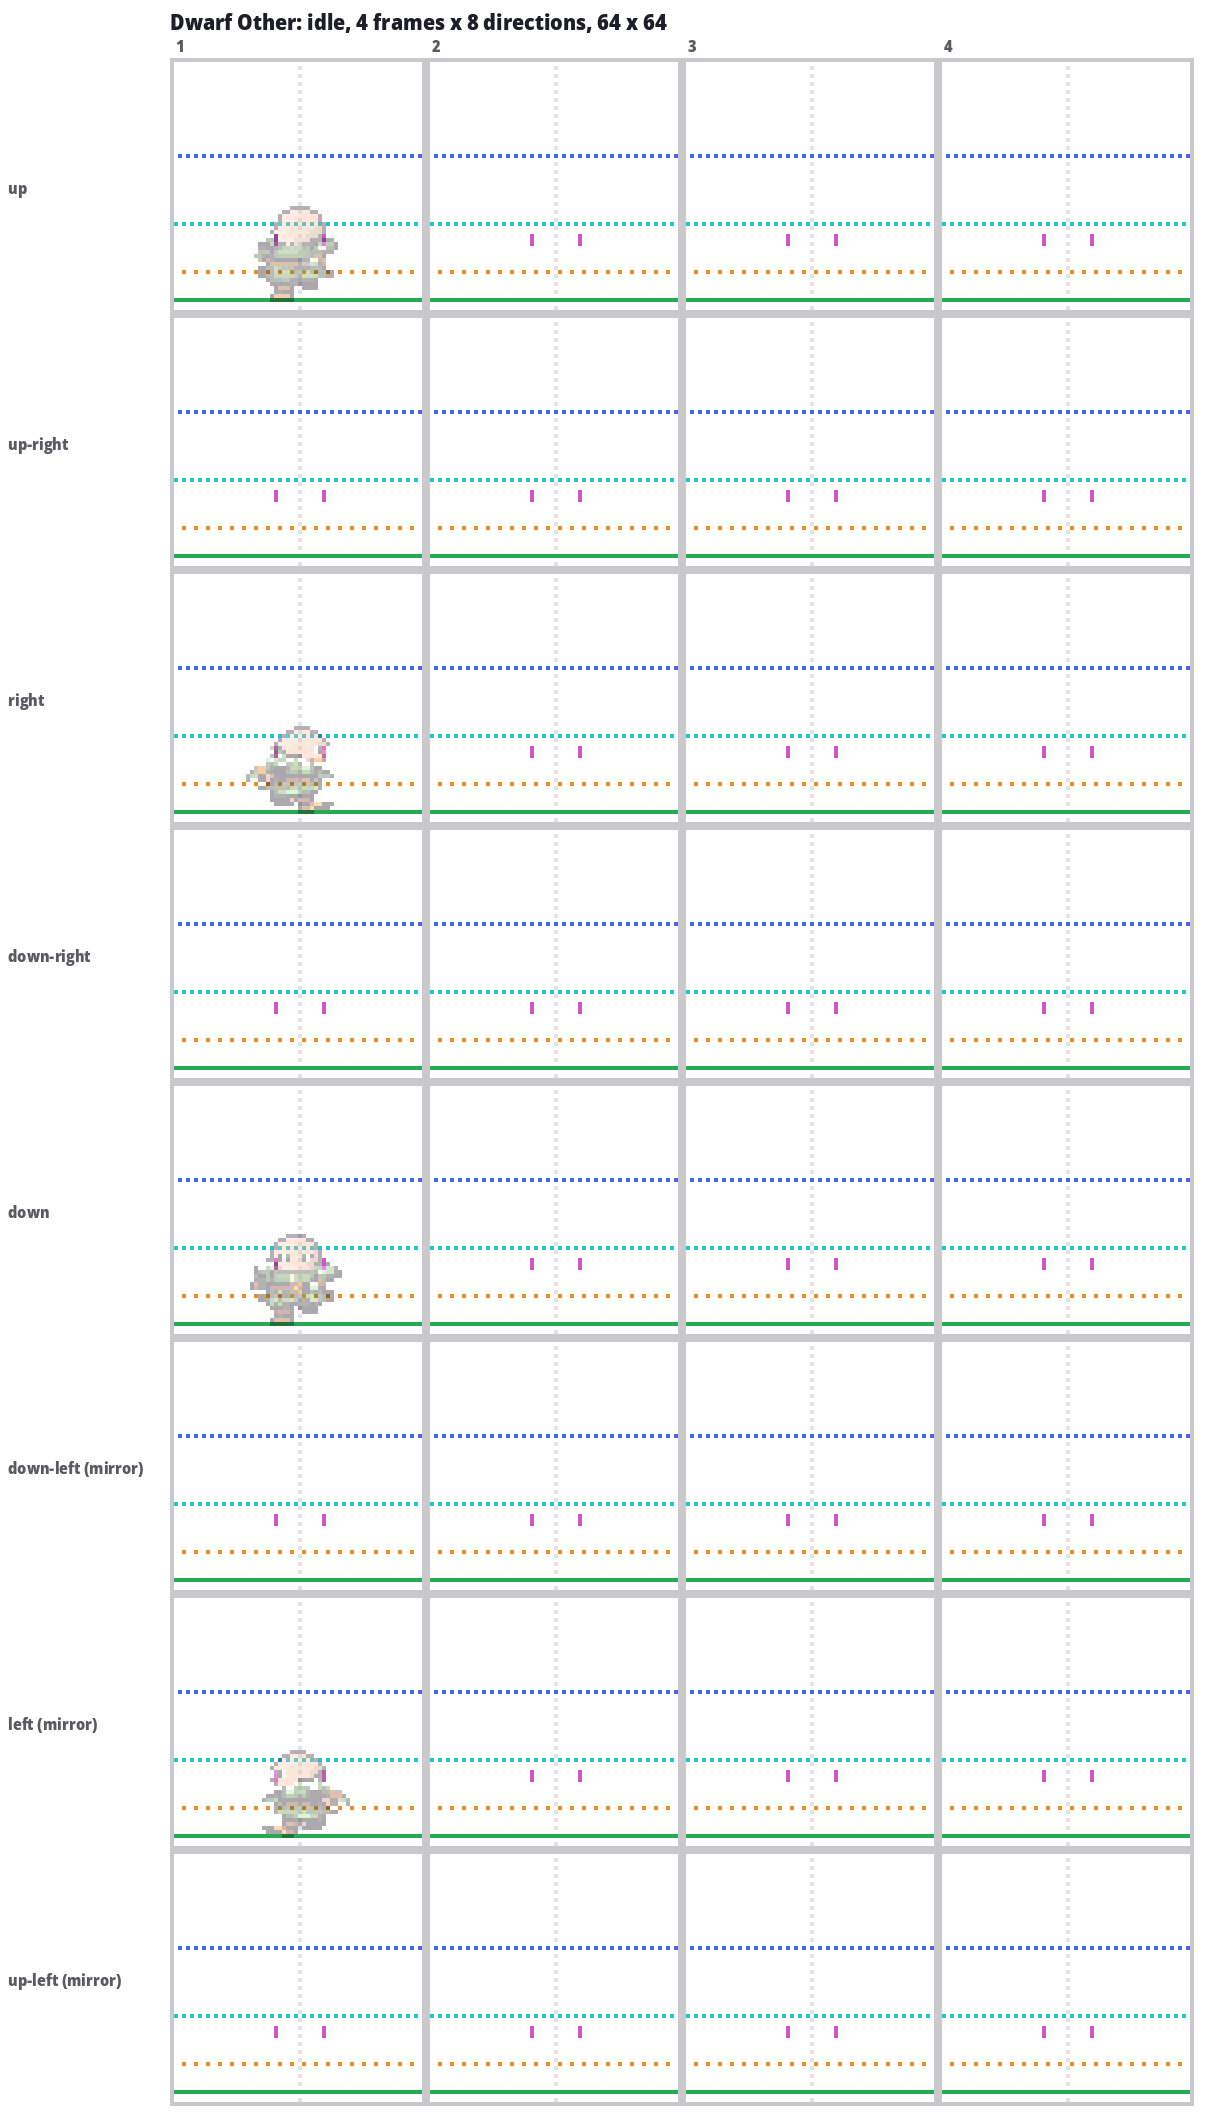 Dwarf Other: idle, 4 frames x 8 directions, 64 x 64
1 2 3 4
up
up-right
right
down-right
down
down-left (mirror)
left (mirror)
up-left (mirror)